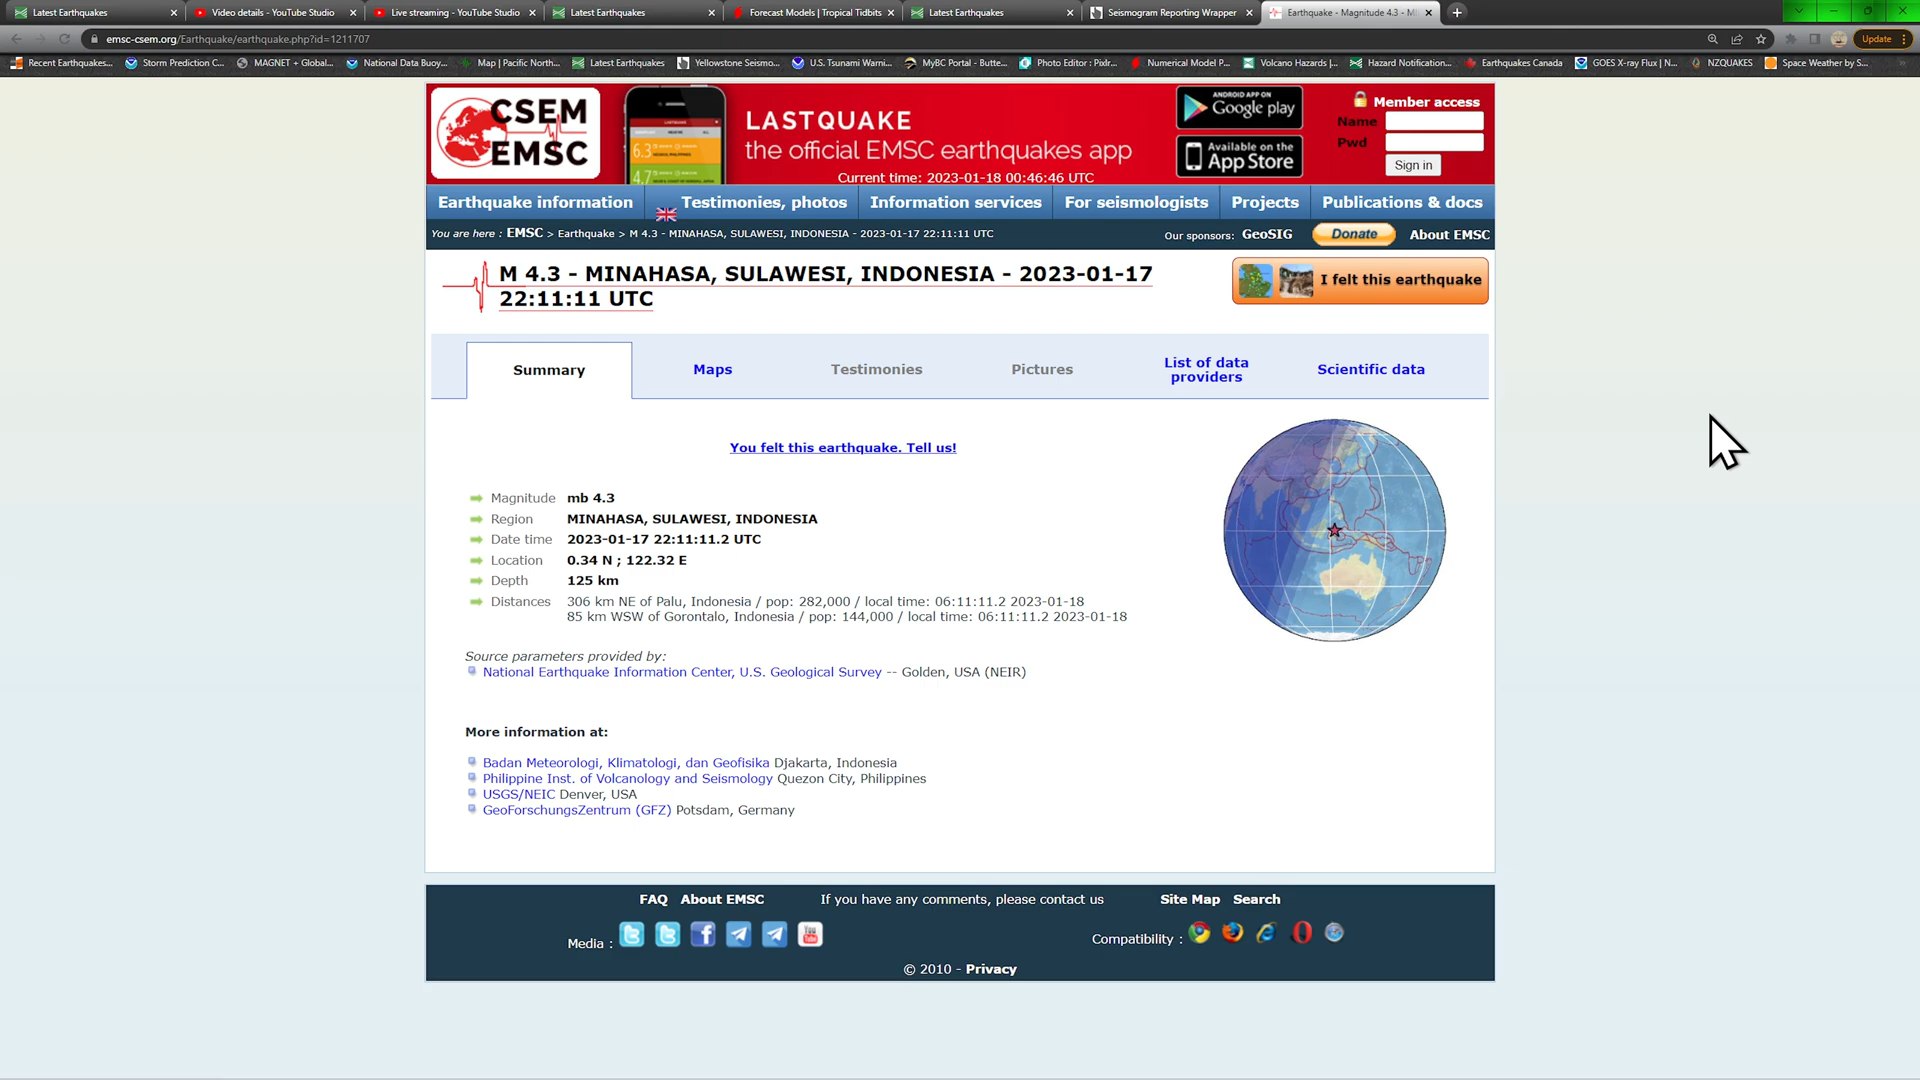 Latest Earthquakes
Video details - YouTube Studio
Live streaming - YouTube Studio
Latest Earthquakes
Forecast Models | Tropical Tidbits
Latest Earthquakes
Seismogram Reporting Wrapper
Earthquake - Magnitude 4.3 - M
emsc-csem.org/Earthquake/earthquake.php?id=1211707
Update
Recent Earthquakes...
Storm Prediction C...
MAGNET + Global...
National Data Buoy...
Map | Pacific North...
Latest Earthquakes
Yellowstone Seismo...
U.S. Tsunami Warni...
MyBC Portal - Butte...
Photo Editor : Pixlr...
Numerical Model P...
Volcano Hazards |...
Hazard Notification...
Earthquakes Canada
GOES X-ray Flux | N...
NZQUAKES
Space Weather by S...
CSEM
EMSC
LASTQUAKE
the official EMSC earthquakes app
Current time: 2023-01-18 00:46:46 UTC
6.3
4.7
ANDROID APP ON
Google play
Available on the
App Store
Member access
Name
Pwd
Sign in
Earthquake information
Testimonies, photos
Information services
For seismologists
Projects
Publications & docs
You are here : EMSC > Earthquake > M 4.3 - MINAHASA, SULAWESI, INDONESIA - 2023-01-17 22:11:11 UTC
Our sponsors: GeoSIG
Donate
About EMSC
M 4.3 - MINAHASA, SULAWESI, INDONESIA - 2023-01-17
22:11:11 UTC
I felt this earthquake
Summary
Maps
Testimonies
Pictures
List of data
providers
Scientific data
You felt this earthquake. Tell us!
Magnitude mb 4.3
Region MINAHASA, SULAWESI, INDONESIA
Date time 2023-01-17 22:11:11.2 UTC
Location 0.34 N ; 122.32 E
Depth 125 km
Distances 306 km NE of Palu, Indonesia / pop: 282,000 / local time: 06:11:11.2 2023-01-18
85 km WSW of Gorontalo, Indonesia / pop: 144,000 / local time: 06:11:11.2 2023-01-18
Source parameters provided by:
National Earthquake Information Center, U.S. Geological Survey -- Golden, USA (NEIR)
More information at:
Badan Meteorologi, Klimatologi, dan Geofisika Djakarta, Indonesia
Philippine Inst. of Volcanology and Seismology Quezon City, Philippines
USGS/NEIC Denver, USA
GeoForschungsZentrum (GFZ) Potsdam, Germany
FAQ
About EMSC
If you have any comments, please contact us
Site Map
Search
Media :
You
Compatibility :
© 2010 - Privacy